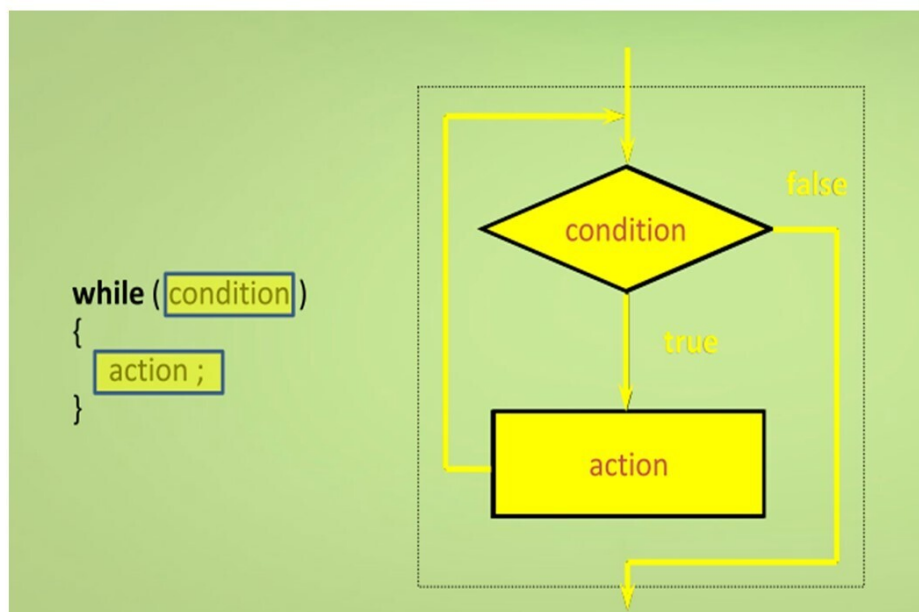 while ( condition )
{
action ;
}
condition
false
true
action